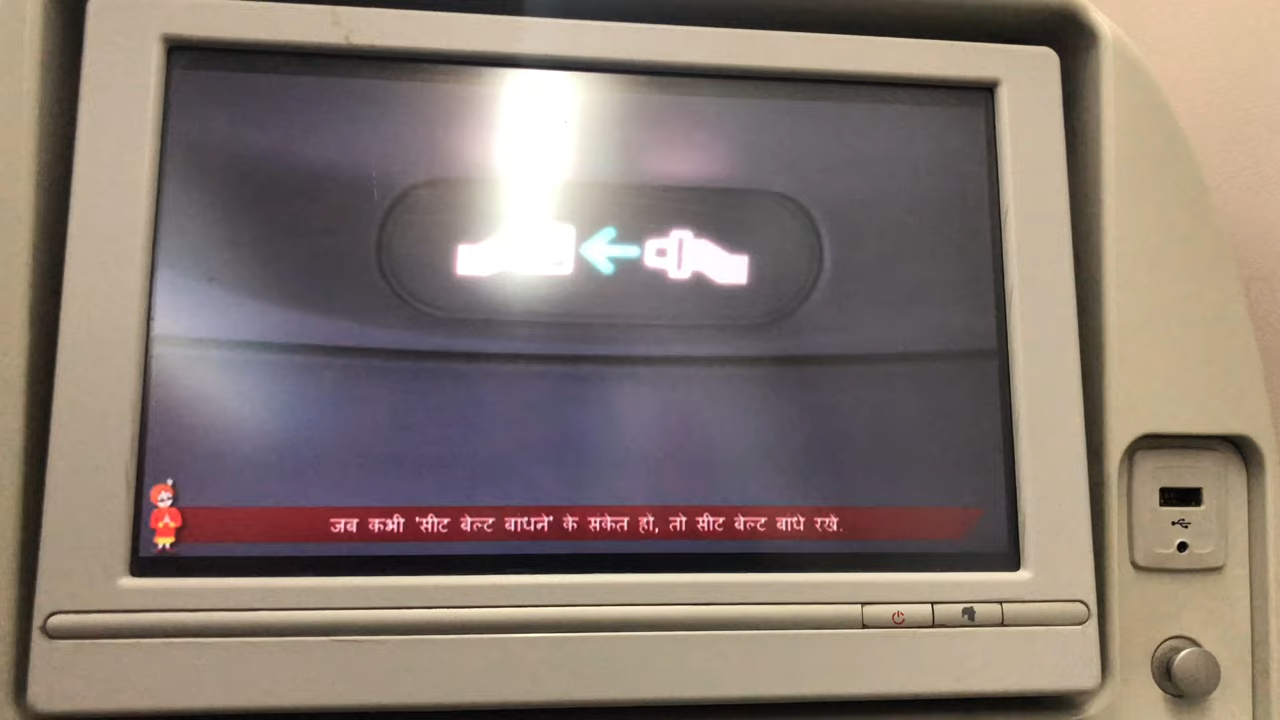 जब कभी 'सीट बेल्ट बांधने' के संकेत हों, तो सीट बेल्ट बांधे रखें.